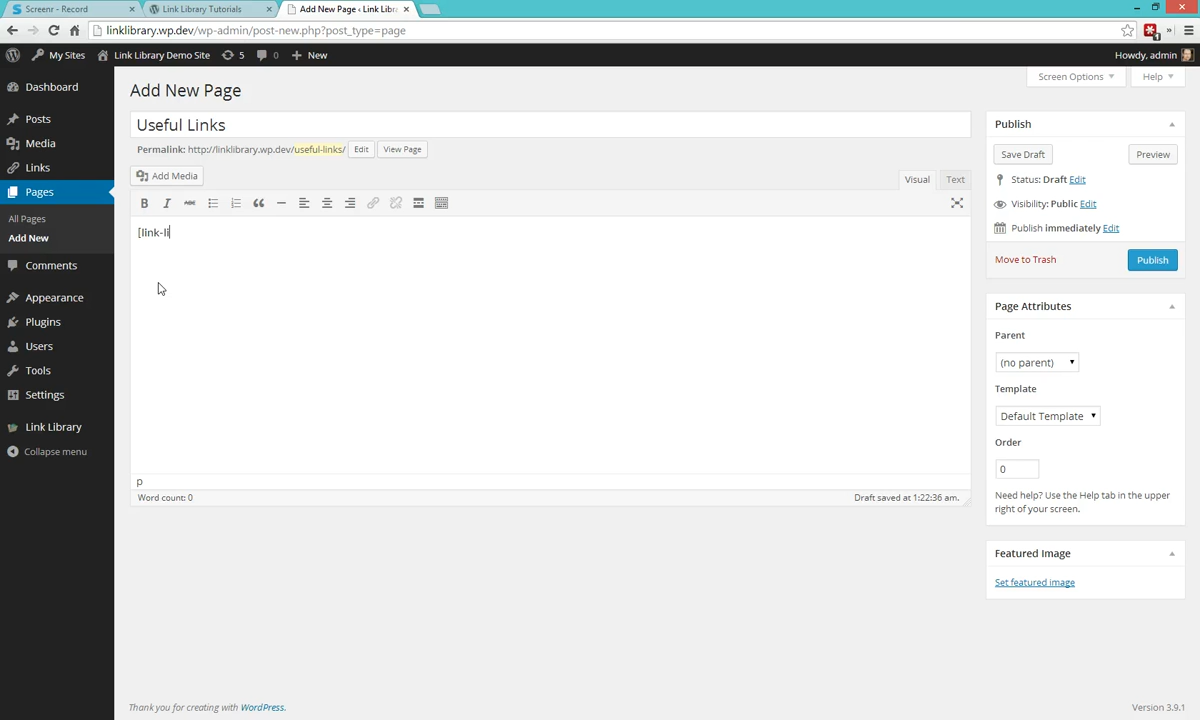 Screenr - Record
Link Library Tutorials
Add New Page ‹ Link Libra
linklibrary.wp.dev/wp-admin/post-new.php?post_type=page
My Sites
Link Library Demo Site
5
0
New
Howdy, admin
Dashboard
Posts
Media
Links
Pages
All Pages
Add New
Comments
Appearance
Plugins
Users
Tools
Settings
Link Library
Collapse menu
Screen Options
Help
Add New Page
Useful Links
Permalink: http://linklibrary.wp.dev/useful-links/ Edit View Page
Add Media
Visual Text
B I ABC
[link-li
p
Word count: 0
Draft saved at 1:22:36 am.
Publish
Save Draft
Preview
Status: Draft Edit
Visibility: Public Edit
Publish immediately Edit
Move to Trash
Publish
Page Attributes
Parent
(no parent)
Template
Default Template
Order
0
Need help? Use the Help tab in the upper
right of your screen.
Featured Image
Set featured image
Thank you for creating with WordPress.
Version 3.9.1